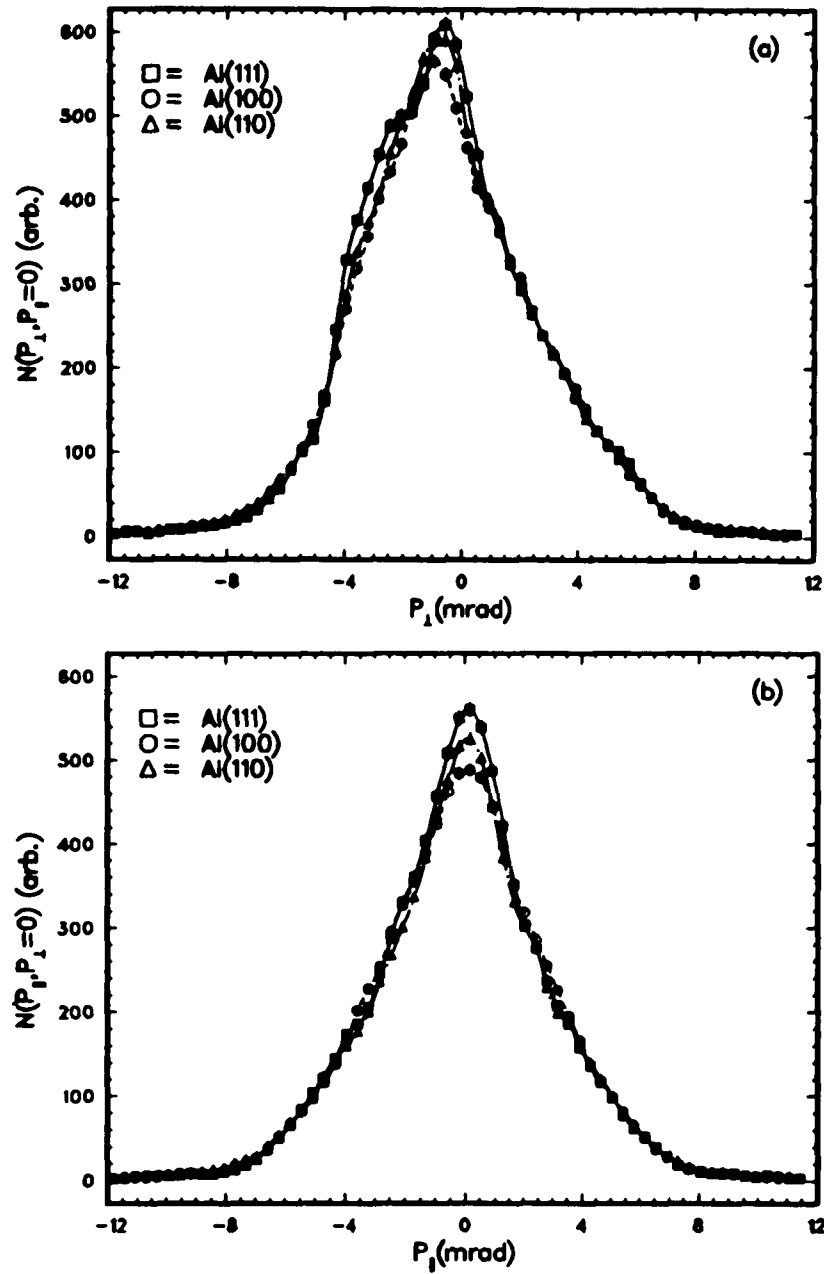 (a)
□ = Al(111)
○ = Al(100)
△ = Al(110)
N(P⊥,P∥=0) (arb.)
600
500
400
300
200
100
0
-12 -8 -4 0 4 8 12
P⊥(mrad)
(b)
□ = Al(111)
○ = Al(100)
△ = Al(110)
N(P∥,P⊥=0) (arb.)
600
500
400
300
200
100
0
-12 -8 -4 0 4 8 12
P∥(mrad)